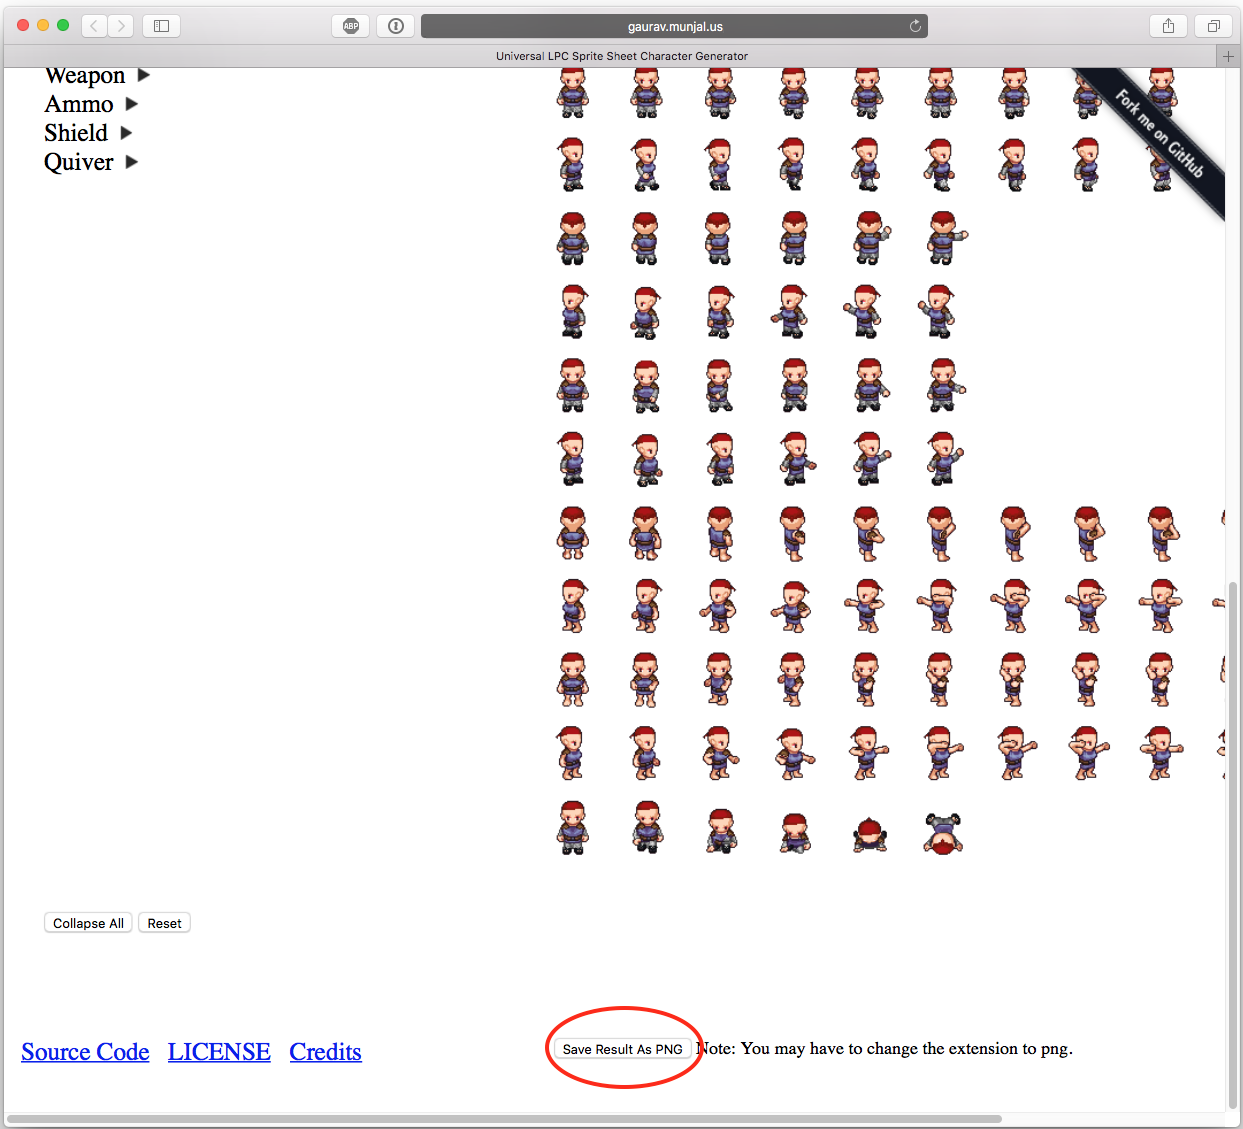 ABP
gaurav.munjal.us
Universal LPC Sprite Sheet Character Generator
Weapon
Ammo
Shield
Quiver
Fork me on GitHub
Collapse All Reset
Source Code LICENSE Credits
Save Result As PNG Note: You may have to change the extension to png.